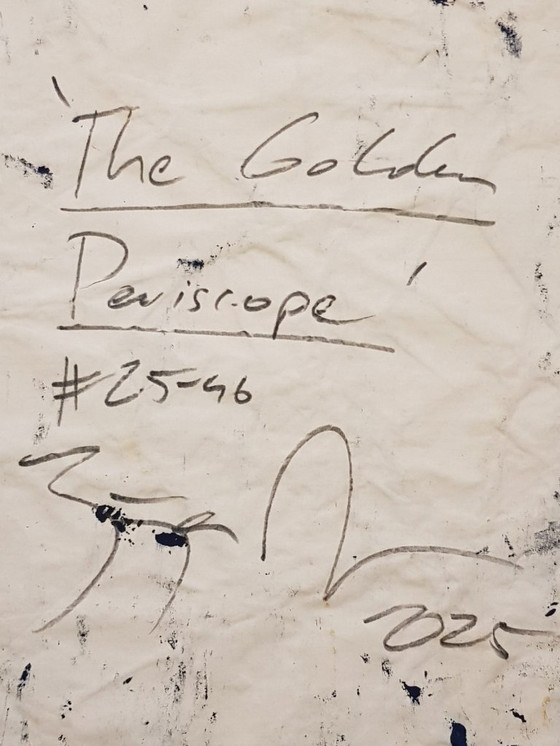 'The Golden
Periscope'
#25-46
2025